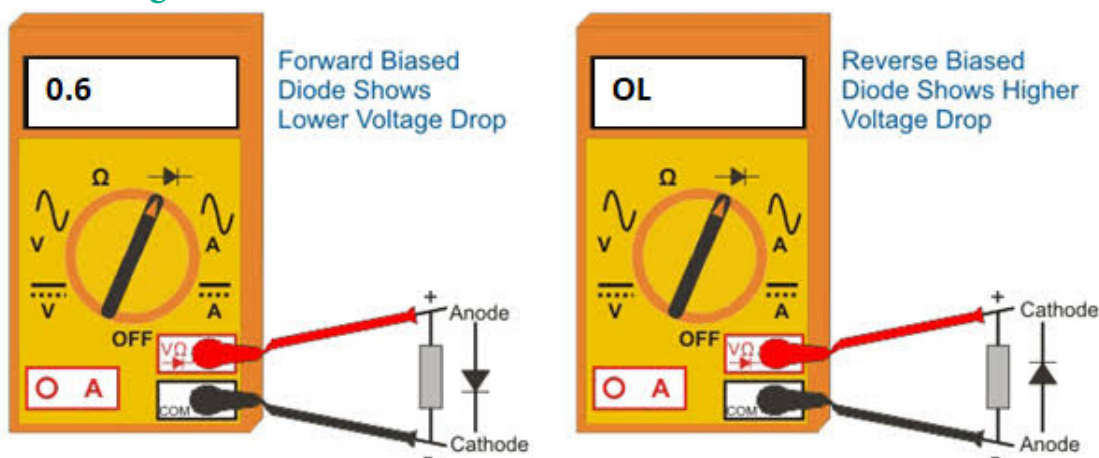 0.6
Forward Biased
Diode Shows
Lower Voltage Drop
Ω
V
A
V
A
OFF
VΩ
A
COM
+
Anode
Cathode
-
OL
Reverse Biased
Diode Shows Higher
Voltage Drop
Ω
V
A
V
A
OFF
VΩ
A
COM
+
Cathode
Anode
-